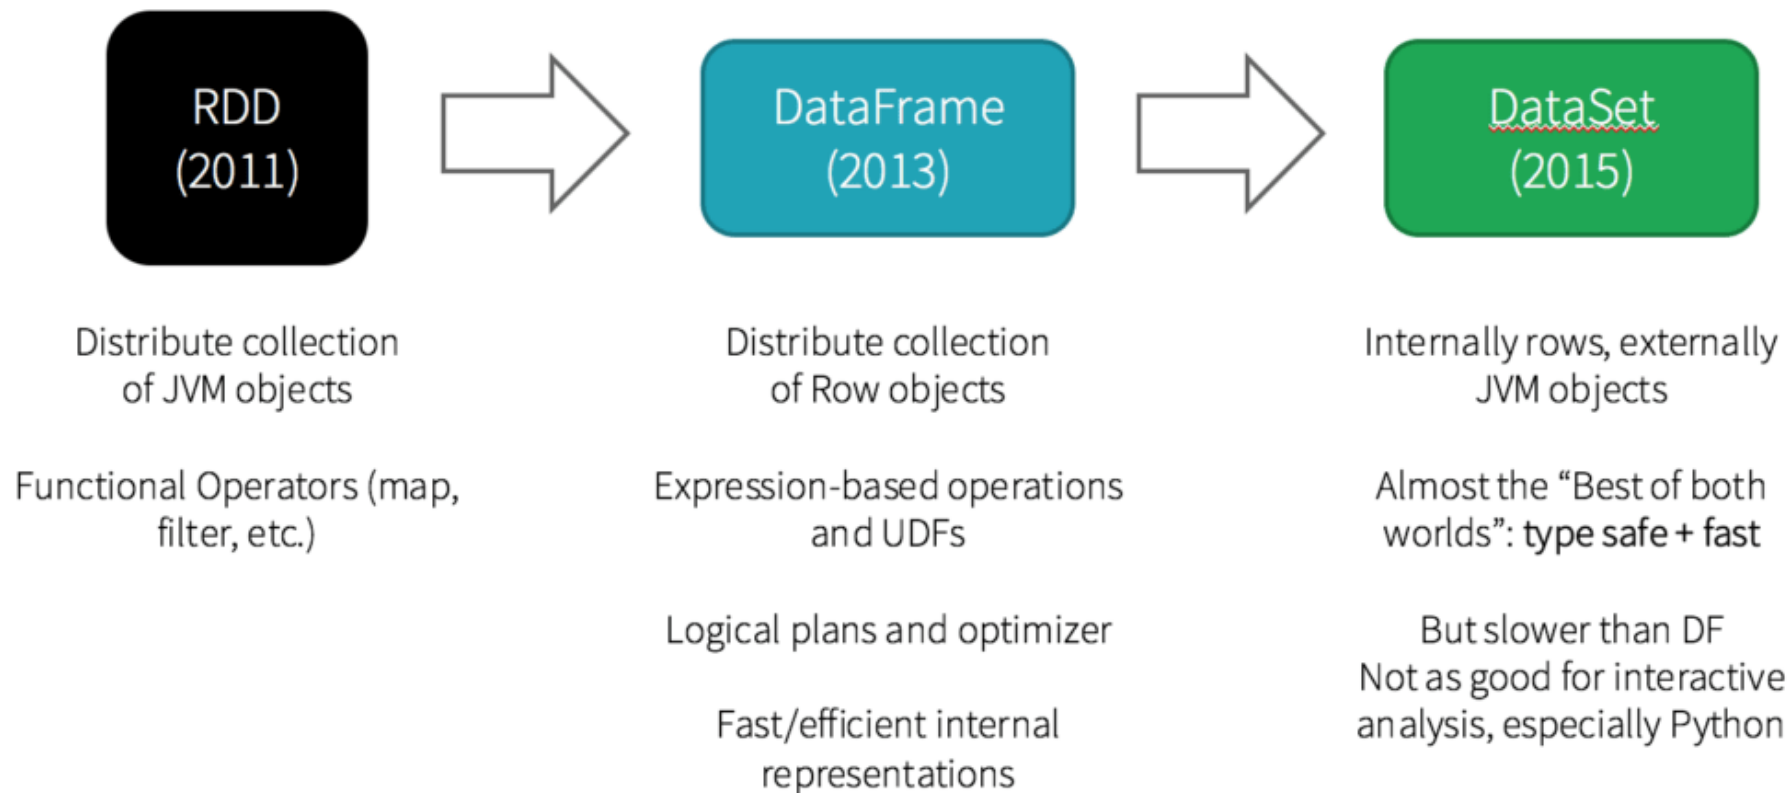 RDD
(2011)
DataFrame
(2013)
DataSet
(2015)
Distribute collection
of JVM objects
Functional Operators (map,
filter, etc.)
Distribute collection
of Row objects
Expression-based operations
and UDFs
Logical plans and optimizer
Fast/efficient internal
representations
Internally rows, externally
JVM objects
Almost the “Best of both
worlds”: type safe + fast
But slower than DF
Not as good for interactive
analysis, especially Python